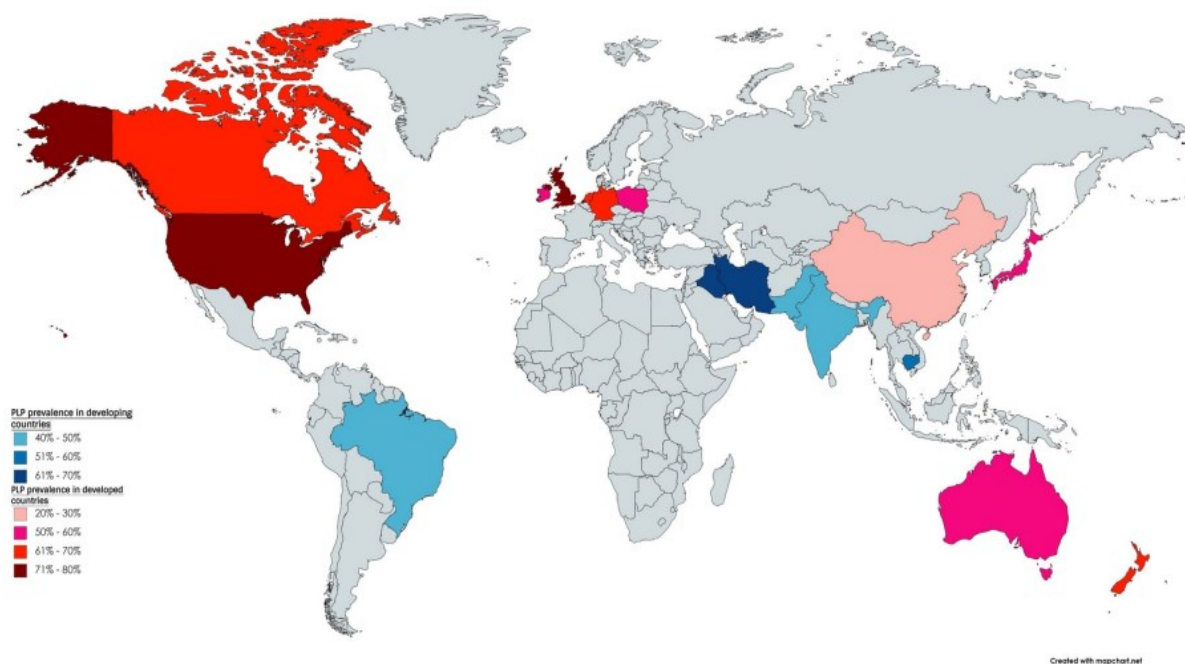 PLP prevalence in developing
countries
40% - 50%
51% - 60%
61% - 70%
PLP prevalence in developed
countries
20% - 30%
50% - 60%
61% - 70%
71% - 80%
Created with mapchart.net